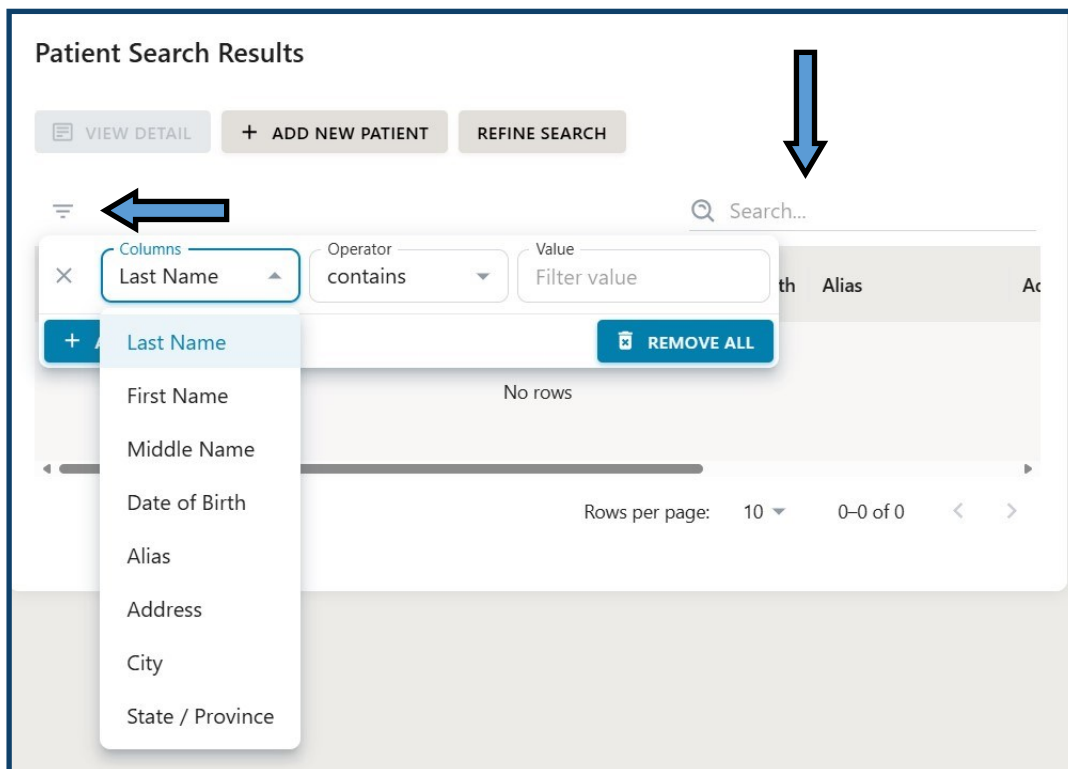 Patient Search Results
VIEW DETAIL + ADD NEW PATIENT REFINE SEARCH
Search...
Columns Operator Value
Last Name contains Filter value
th Alias Ad
+ A REMOVE ALL
Last Name
First Name
No rows
Middle Name
Date of Birth
Rows per page: 10 0–0 of 0 < >
Alias
Address
City
State / Province